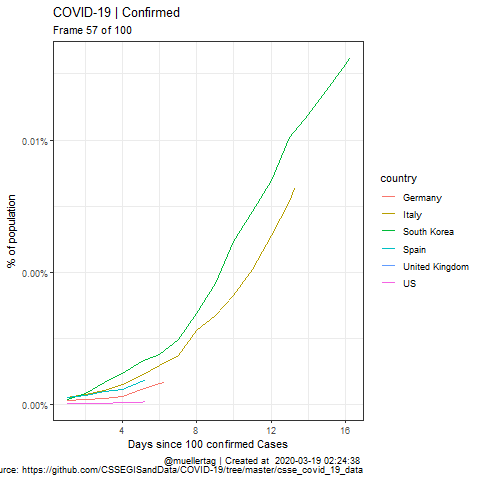 COVID-19 | Confirmed
Frame 57 of 100
% of population
0.01%
0.00%
0.00%
4
8
12
16
Days since 100 confirmed Cases
country
Germany
Italy
South Korea
Spain
United Kingdom
US
@muellertag | Created at 2020-03-19 02:24:38
urce: https://github.com/CSSEGISandData/COVID-19/tree/master/csse_covid_19_data